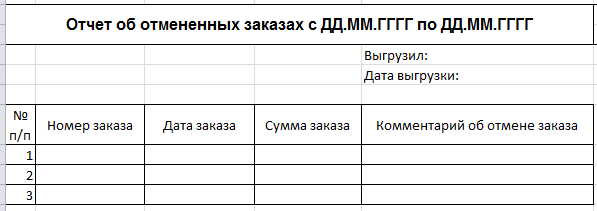 Отчет об отмененных заказах с ДД.ММ.ГГГГ по ДД.ММ.ГГГГ
Выгрузил:
Дата выгрузки:
№ п/п Номер заказа Дата заказа Сумма заказа Комментарий об отмене заказа
1
2
3